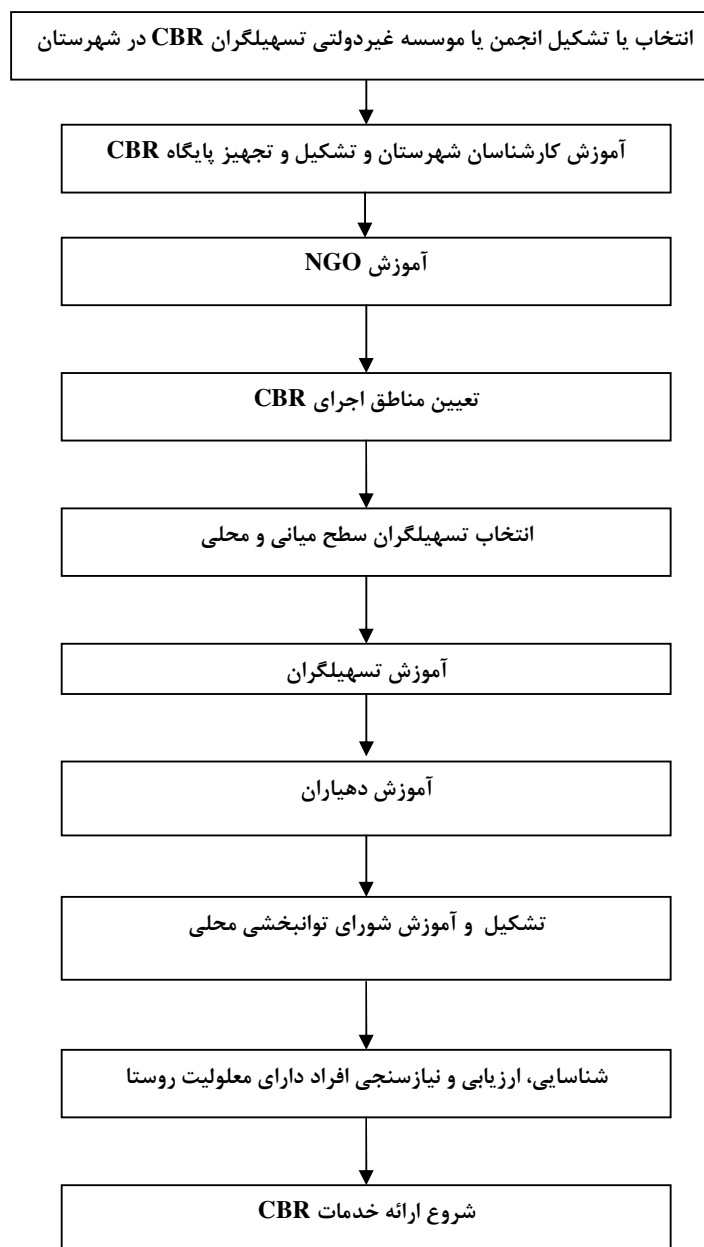 انتخاب یا تشکیل انجمن یا موسسه غیردولتی تسهیلگران CBR در شهرستان
آموزش کارشناسان شهرستان و تشکیل و تجهیز پایگاه CBR
آموزش NGO
تعیین مناطق اجرای CBR
انتخاب تسهیلگران سطح میانی و محلی
آموزش تسهیلگران
آموزش دهیاران
تشکیل و آموزش شورای توانبخشی محلی
شناسایی، ارزیابی و نیازسنجی افراد دارای معلولیت روستا
شروع ارائه خدمات CBR